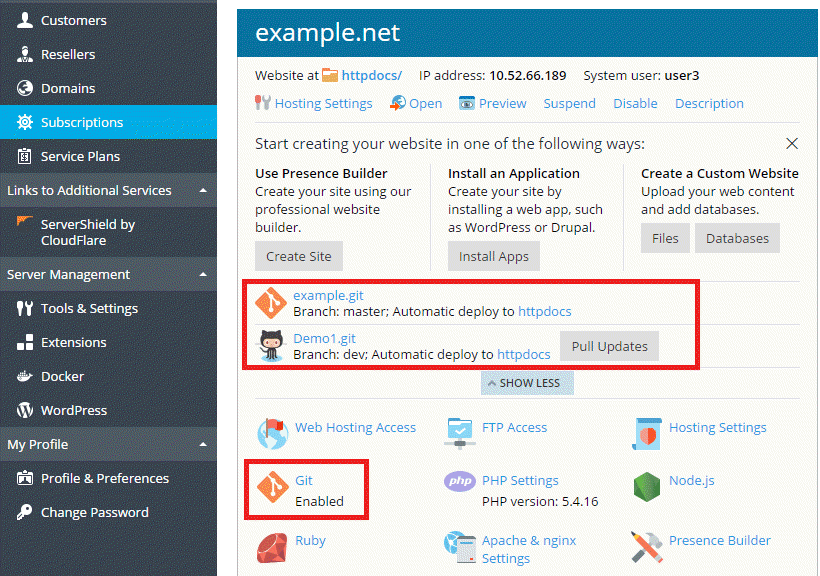 Customers
Resellers
Domains
Subscriptions
Service Plans
Links to Additional Services
ServerShield by
CloudFlare
Server Management
Tools & Settings
Extensions
Docker
WordPress
My Profile
Profile & Preferences
Change Password
example.net
Website at httpdocs/ IP address: 10.52.66.189 System user: user3
Hosting Settings Open Preview Suspend Disable Description
Start creating your website in one of the following ways:
Use Presence Builder
Create your site using our
professional website
builder.
Create Site
Install an Application
Create your site by
installing a web app, such
as WordPress or Drupal.
Install Apps
Create a Custom Website
Upload your web content
and add databases.
Files Databases
example.git
Branch: master; Automatic deploy to httpdocs
Demo1.git
Branch: dev; Automatic deploy to httpdocs
Pull Updates
SHOW LESS
Web Hosting Access
FTP Access
Hosting Settings
Git
Enabled
php
PHP Settings
PHP version: 5.4.16
Node.js
Ruby
Apache & nginx
Settings
Presence Builder